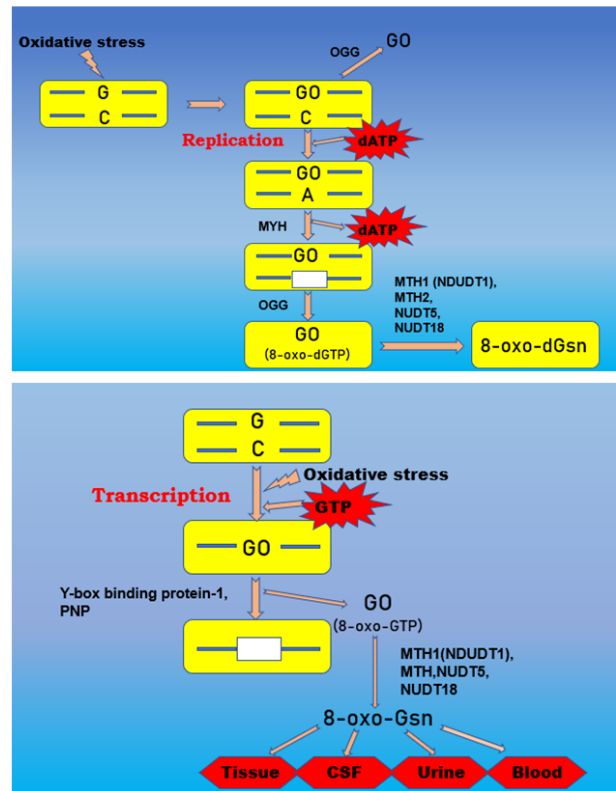 Oxidative stress
G
C
GO
C
OGG
GO
Replication
dATP
GO
A
MYH
dATP
GO
OGG
MTH1 (NDUDT1),
MTH2,
NUDT5,
NUDT18
GO
(8-oxo-dGTP)
8-oxo-dGsn
G
C
Oxidative stress
Transcription
GTP
GO
Y-box binding protein-1,
PNP
GO
(8-oxo-GTP)
MTH1(NDUDT1),
MTH,NUDT5,
NUDT18
8-oxo-Gsn
Tissue
CSF
Urine
Blood